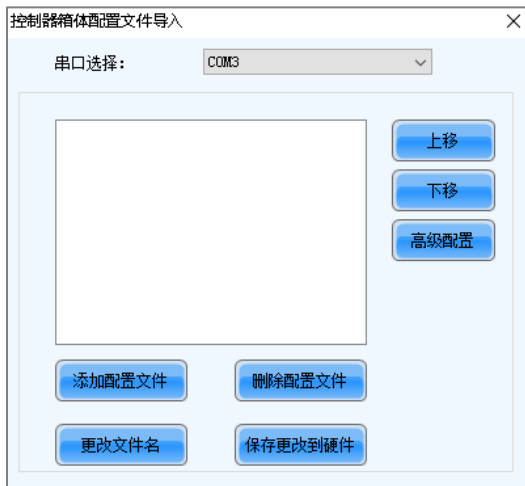 控制器箱体配置文件导入
串口选择： COM3
上移
下移
高级配置
添加配置文件 删除配置文件
更改文件名 保存更改到硬件